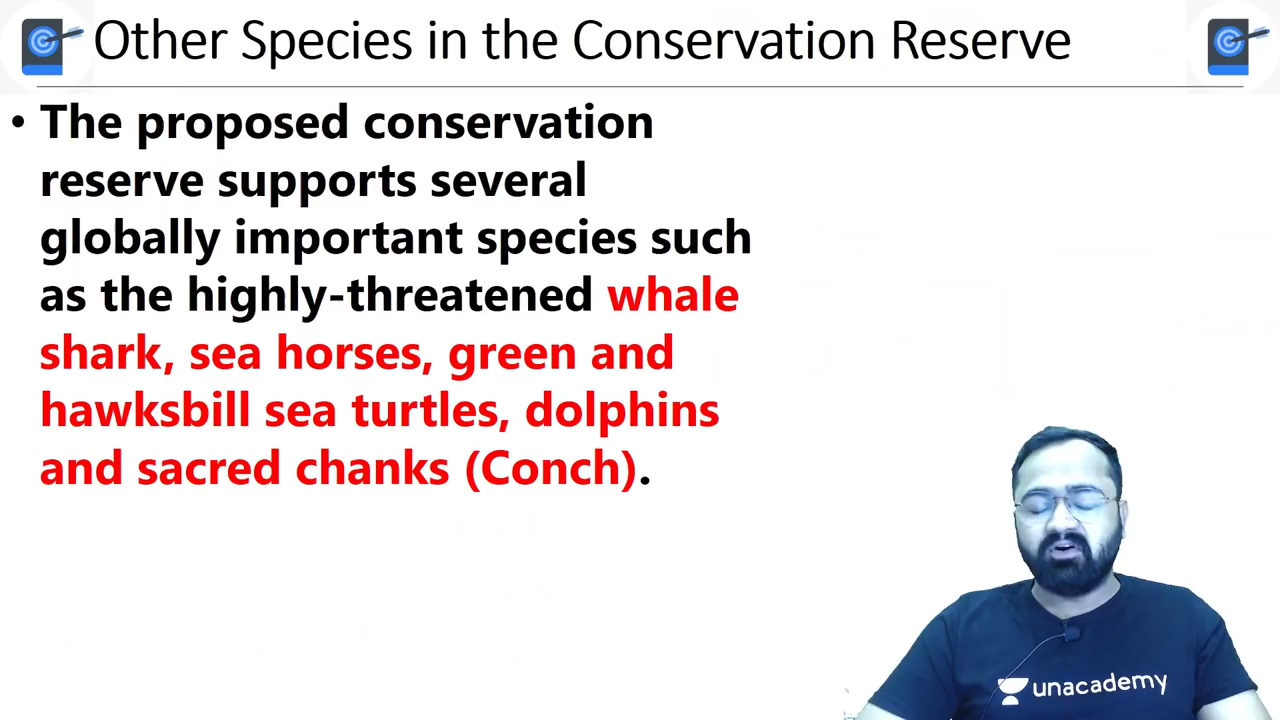 Other Species in the Conservation Reserve
• The proposed conservation
reserve supports several
globally important species such
as the highly-threatened whale
shark, sea horses, green and
hawksbill sea turtles, dolphins
and sacred chanks (Conch).
unacademy